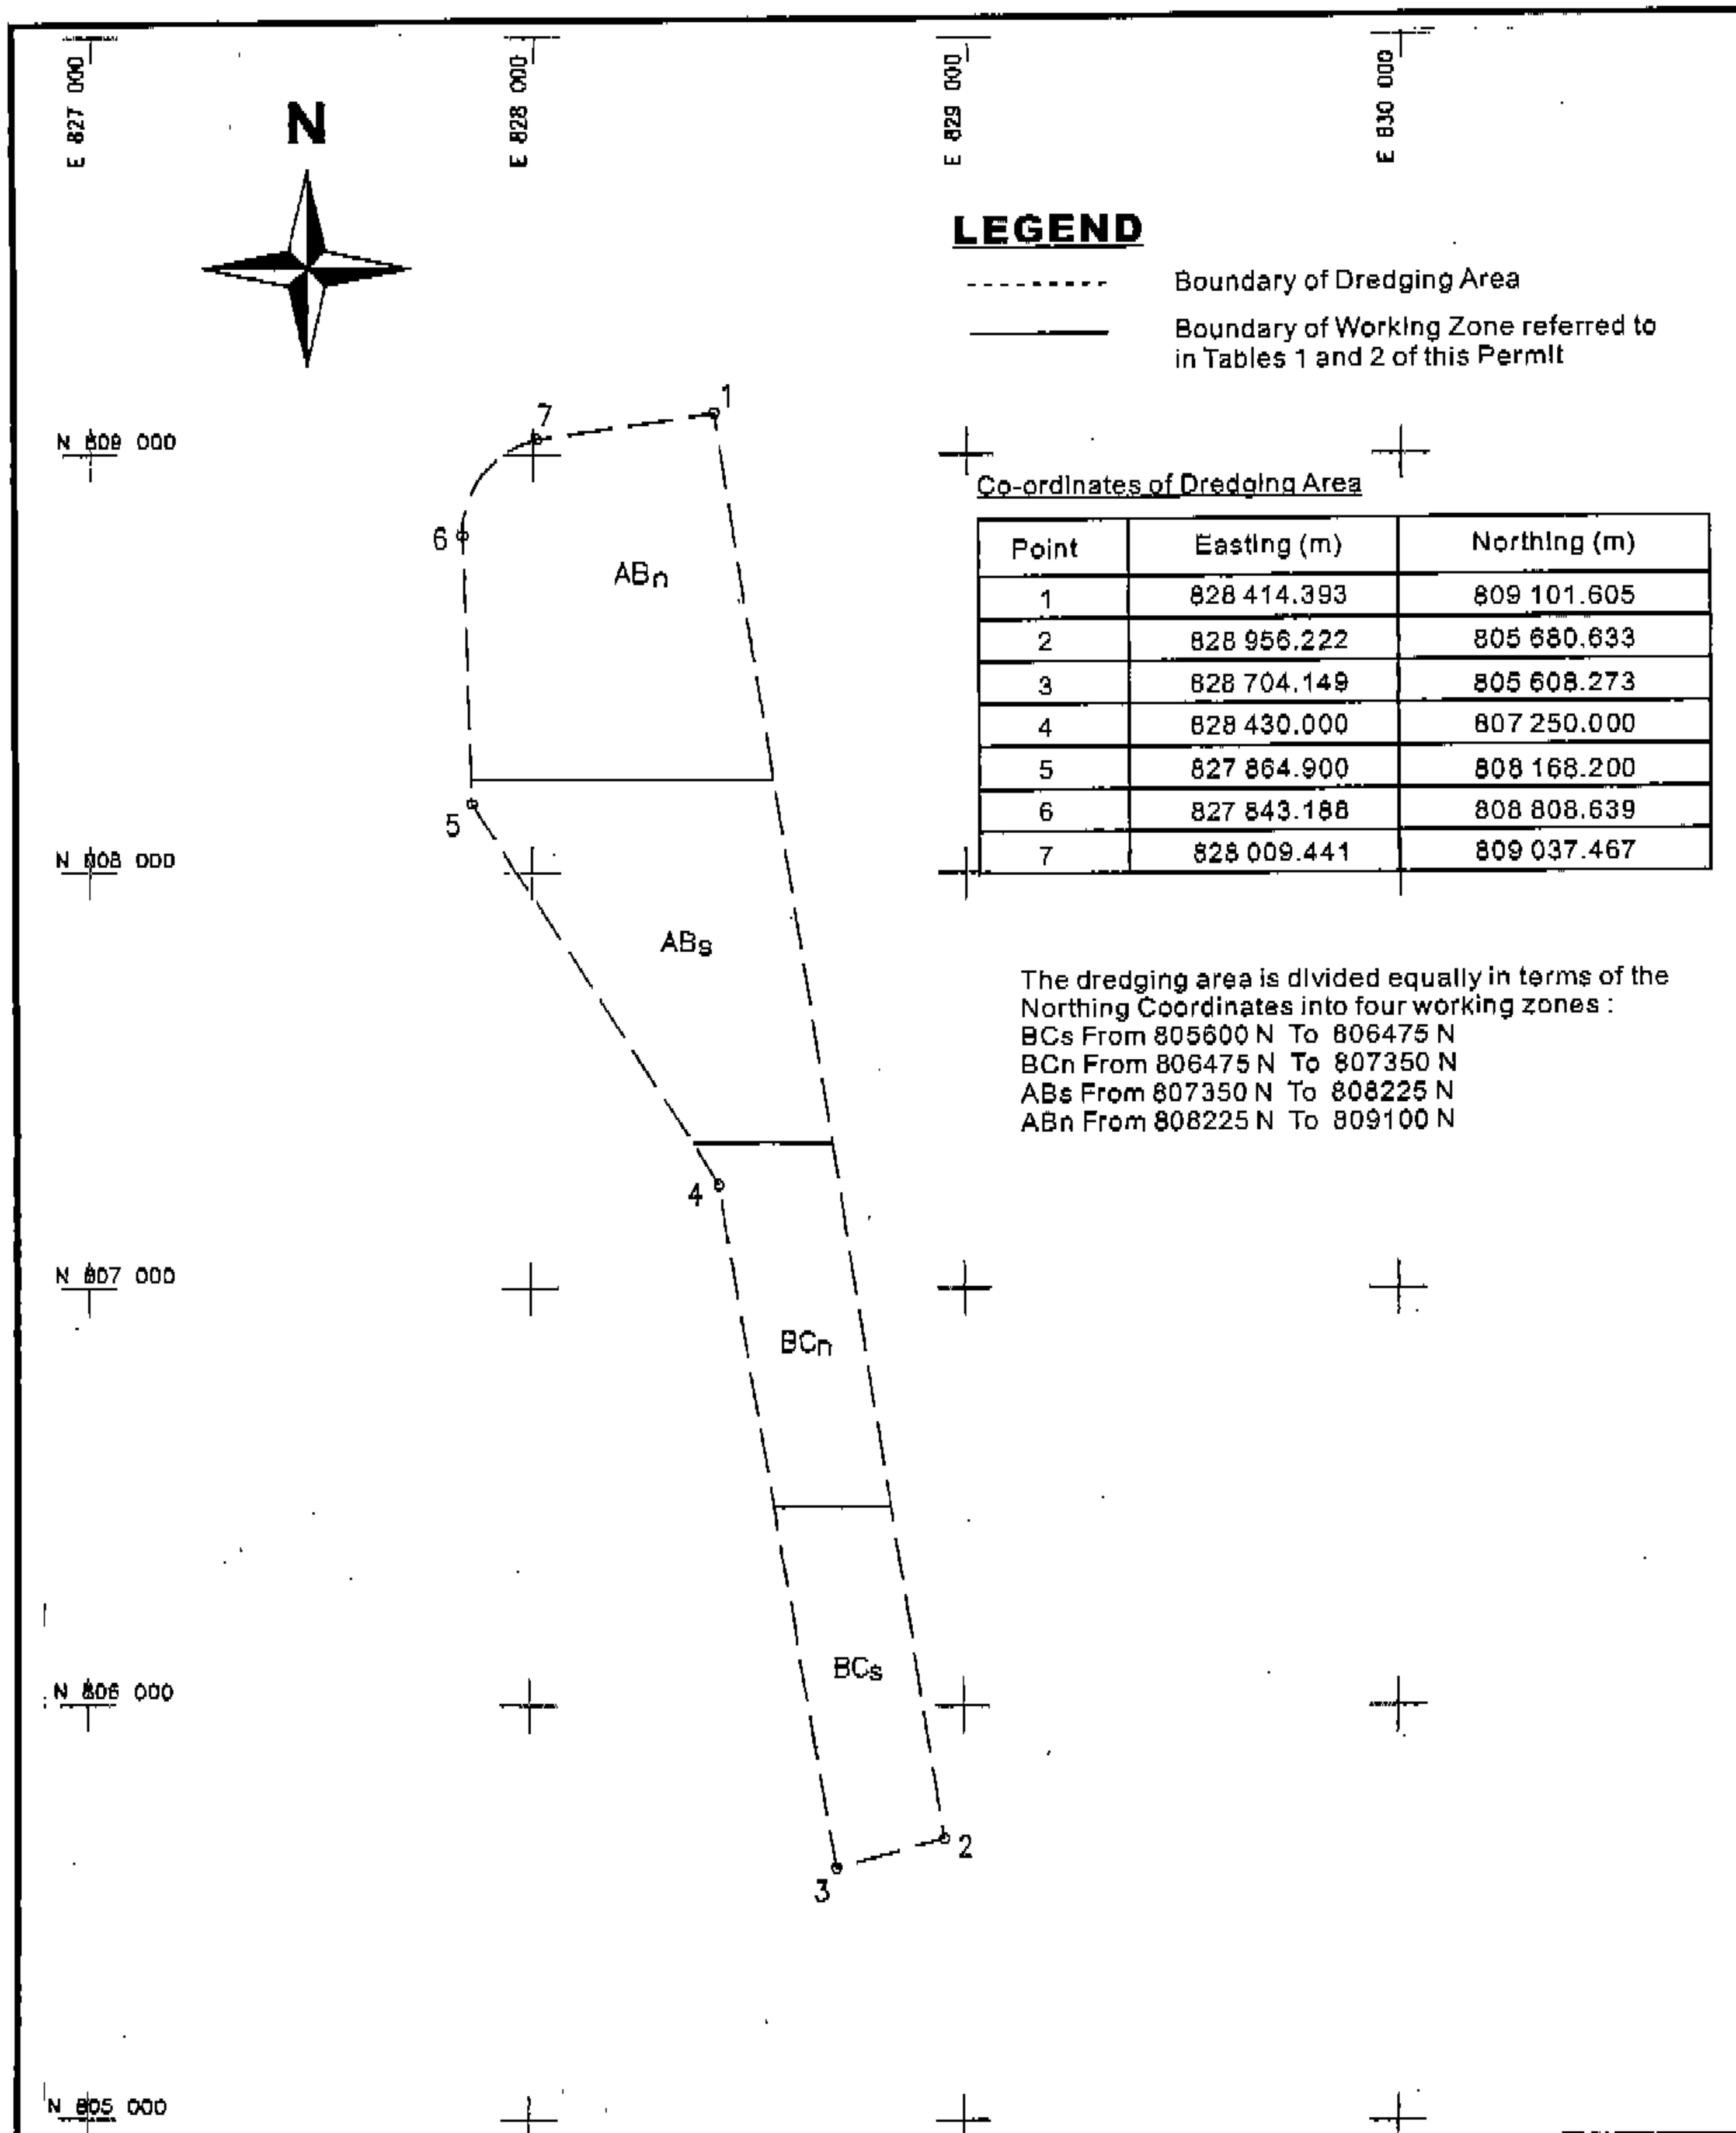 E 827 000
E 828 000
E 829 000
E 830 000
N
LEGEND
Boundary of Dredging Area
Boundary of Working Zone referred to
in Tables 1 and 2 of this Permit
1
7
N 809 000
6
ABn
Co-ordinates of Dredging Area
Point Easting (m) Northing (m)
1 828 414.393 809 101.605
2 828 956.222 805 680.633
3 828 704.149 805 608.273
4 828 430.000 807 250.000
5 827 864.900 808 168.200
6 827 843.188 808 808.639
7 828 009.441 809 037.467
5
N 808 000
ABs
The dredging area is divided equally in terms of the
Northing Coordinates into four working zones :
BCs From 805600 N To 806475 N
BCn From 806475 N To 807350 N
ABs From 807350 N To 808225 N
ABn From 808225 N To 809100 N
4
N 807 000
BCn
BCs
N 806 000
2
3
N 805 000